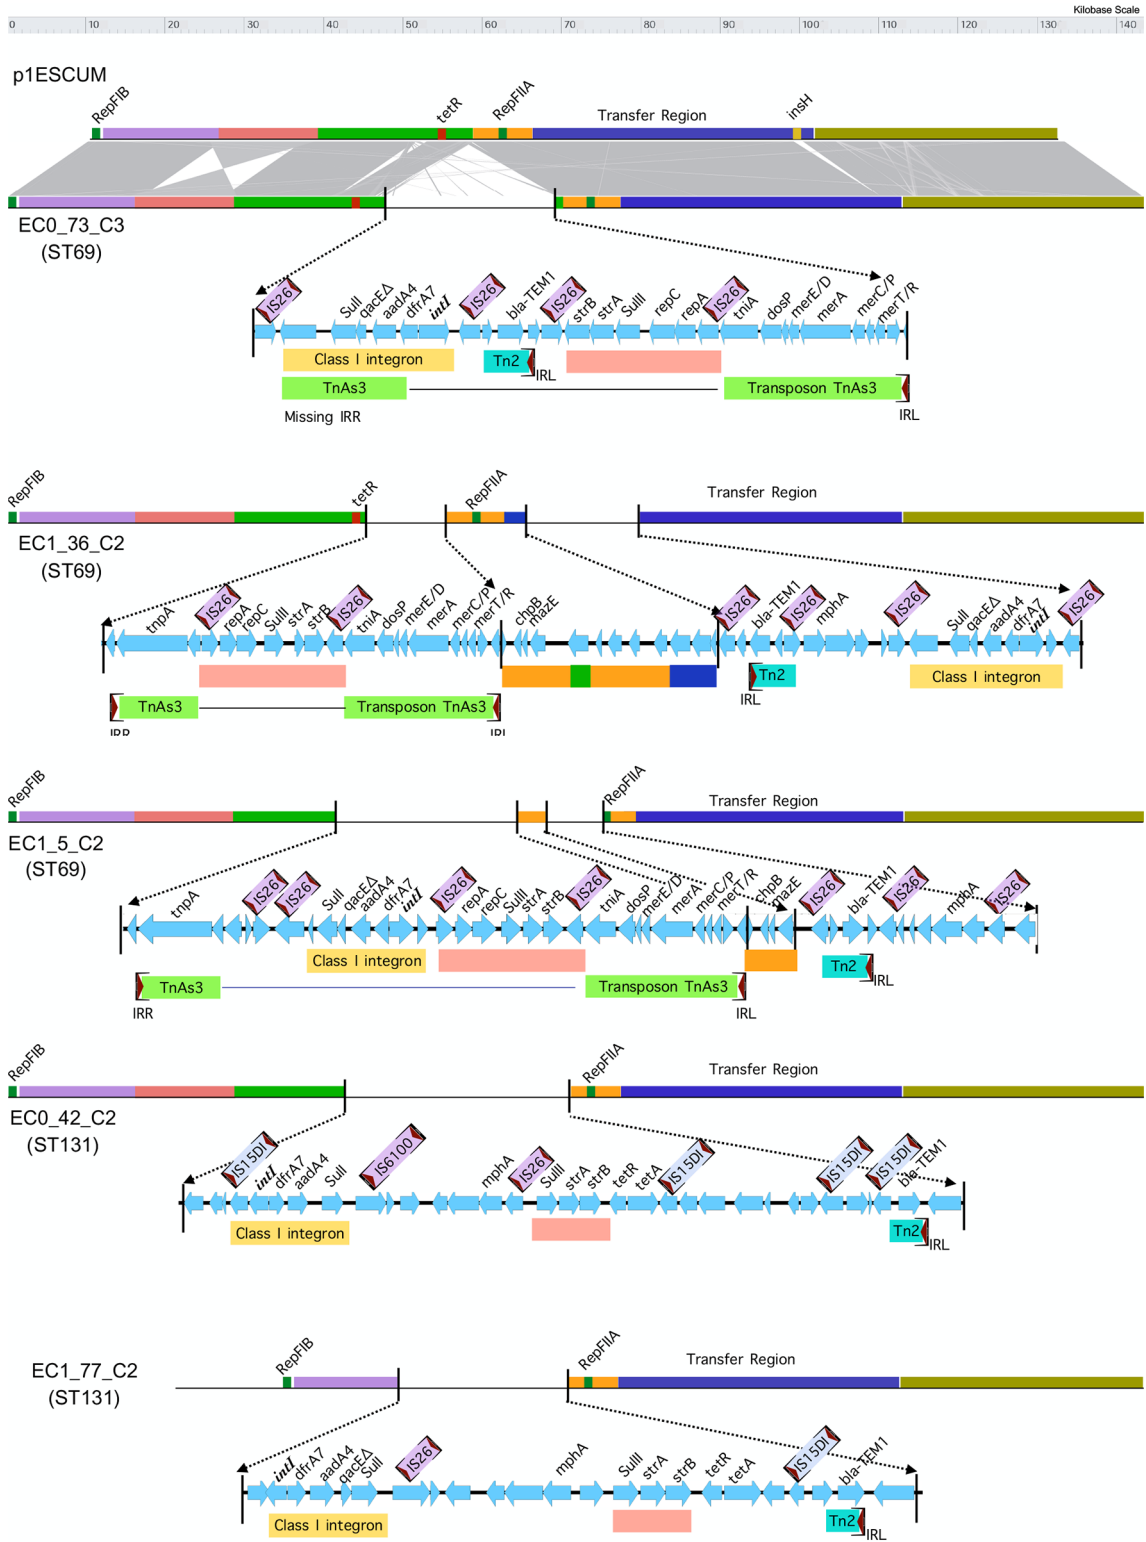 Kilobase Scale
0 10 20 30 40 50 60 70 80 90 100 110 120 130 140
p1ESCUM
RepFIB tetR RepFIIA Transfer Region insH
EC0_73_C3
(ST69)
IS26 SulI qacEΔ aadA4 dfrA7 intI IS26 bla-TEM1 IS26 strB strA SulII repC repA IS26 tniA dosP merE/D merA merC/P merT/R
Class I integron Tn2 IRL
TnAs3 Transposon TnAs3
Missing IRR IRL
RepFIB tetR RepFIIA Transfer Region
EC1_36_C2
(ST69)
tnpA IS26 repA repC SulII strA strB IS26 tniA dosP merE/D merA merC/P merT/R chpB mazE IS26 bla-TEM1 IS26 mphA IS26 SulI qacEΔ aadA4 dfrA7 intI IS26
Tn2 Class I integron
IRL
TnAs3 Transposon TnAs3
IRR IRL
RepFIB RepFIIA Transfer Region
EC1_5_C2
(ST69)
tnpA IS26 IS26 SulI qacEΔ aadA4 dfrA7 intI IS26 repA repC SulII strA strB IS26 tniA dosP merE/D merA merC/P merT/R chpB mazE IS26 bla-TEM1 IS26 mphA IS26
Class I integron Tn2 IRL
TnAs3 Transposon TnAs3
IRR IRL
RepFIB RepFIIA Transfer Region
EC0_42_C2
(ST131)
IS15DI intI dfrA7 aadA4 SulI IS6100 mphA IS26 SulII strA strB tetR tetA IS15DI IS15DI IS15DI bla-TEM1
Class I integron Tn2 IRL
RepFIB RepFIIA Transfer Region
EC1_77_C2
(ST131)
intI dfrA7 aadA4 qacEΔ SulI IS26 mphA SulII strA strB tetR tetA IS15DI bla-TEM1
Class I integron Tn2 IRL